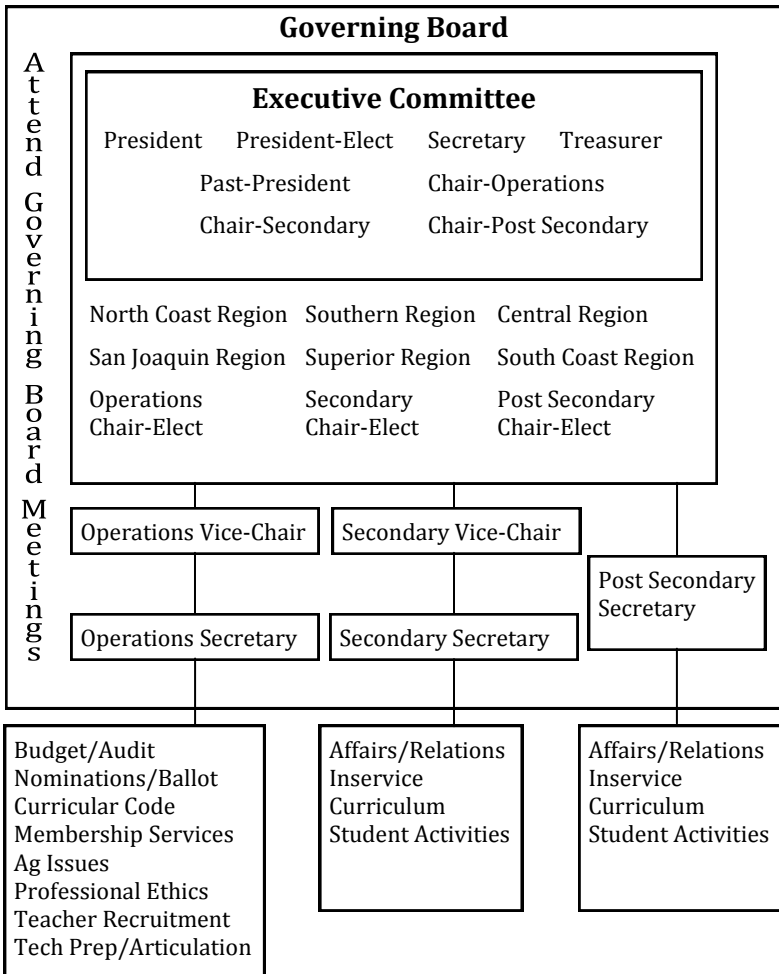 Governing Board
Attend Governing Board Meetings
Executive Committee
President President-Elect Secretary Treasurer
Past-President Chair-Operations
Chair-Secondary Chair-Post Secondary
North Coast Region Southern Region Central Region
San Joaquin Region Superior Region South Coast Region
Operations Secondary Post Secondary
Chair-Elect Chair-Elect Chair-Elect
Operations Vice-Chair
Secondary Vice-Chair
Post Secondary
Secretary
Operations Secretary
Secondary Secretary
Budget/Audit
Nominations/Ballot
Curricular Code
Membership Services
Ag Issues
Professional Ethics
Teacher Recruitment
Tech Prep/Articulation
Affairs/Relations
Inservice
Curriculum
Student Activities
Affairs/Relations
Inservice
Curriculum
Student Activities